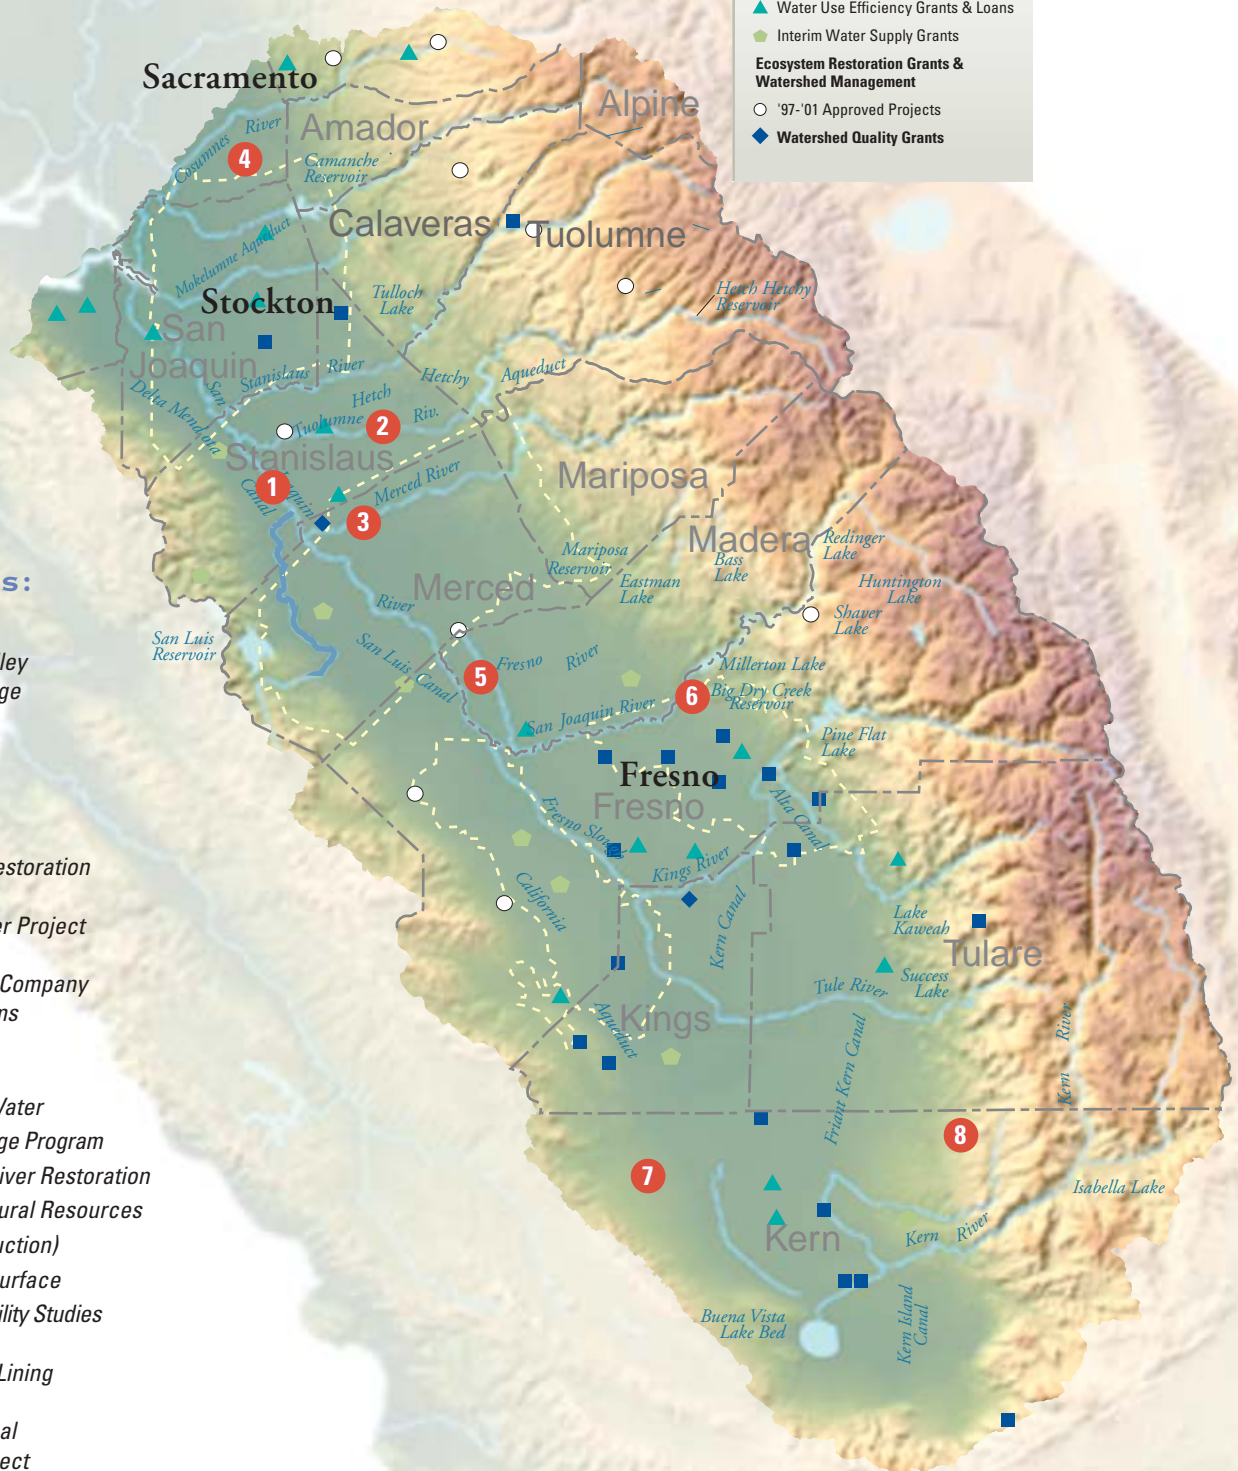 Water Use Efficiency Grants & Loans
Interim Water Supply Grants
Ecosystem Restoration Grants &
Watershed Management
'97-'01 Approved Projects
Watershed Quality Grants
Sacramento
Alpine
Amador
Cosumnes River
4
Camanche
Reservoir
Calaveras
Tuolumne
Mokelumne Aqueduct
Stockton
Tulloch
Lake
Hetch Hetchy
Reservoir
San
Joaquin
Stanislaus River
Hetch
Hetchy
Aqueduct
Delta Mendota
San
Tuolumne Riv.
2
Stanislaus
1
Canal
Joaquin
Merced River
3
Mariposa
Madera
Redinger
Lake
Mariposa
Reservoir
Bass
Lake
Eastman
Lake
Huntington
Lake
Merced
River
Shaver
Lake
San Luis
Reservoir
San Luis Canal
5
Fresno River
Millerton Lake
6
Big Dry Creek
Reservoir
San Joaquin River
Pine Flat
Lake
Fresno
Fresno
Alta Canal
Fresno Slough
Kings River
California
Kern Canal
Lake
Kaweah
Tulare
Success
Lake
Tule River
Aqueduct
Kings
Friant Kern Canal
Kern River
8
7
Isabella Lake
Kern
Kern River
Buena Vista
Lake Bed
Kern Island
Canal
s:
ley
ge
estoration
er Project
Company
ms
Water
ge Program
iver Restoration
ural Resources
uction)
urface
ility Studies
Lining
al
ect